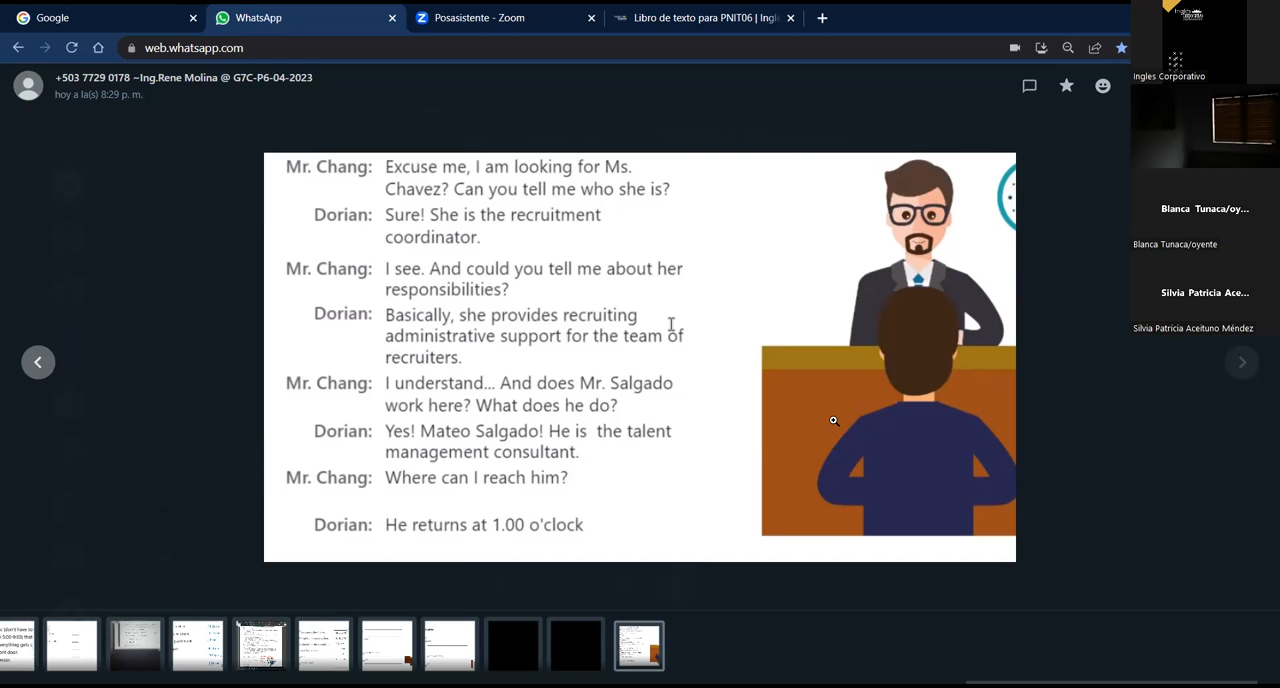 Google
WhatsApp
Posasistente - Zoom
Libro de texto para PNIT06 | Ingl
web.whatsapp.com
+503 7729 0178 ~Ing.Rene Molina @ G7C-P6-04-2023
hoy a la(s) 8:29 p. m.
Mr. Chang: Excuse me, I am looking for Ms.
Chavez? Can you tell me who she is?
Dorian: Sure! She is the recruitment
coordinator.
Mr. Chang: I see. And could you tell me about her
responsibilities?
Dorian: Basically, she provides recruiting
administrative support for the team of
recruiters.
Mr. Chang: I understand... And does Mr. Salgado
work here? What does he do?
Dorian: Yes! Mateo Salgado! He is the talent
management consultant.
Mr. Chang: Where can I reach him?
Dorian: He returns at 1.00 o'clock
Ingles Corporativo
Blanca Tunaca/oy...
Blanca Tunaca/oyente
Silvia Patricia Ace...
Silvia Patricia Aceituno Méndez